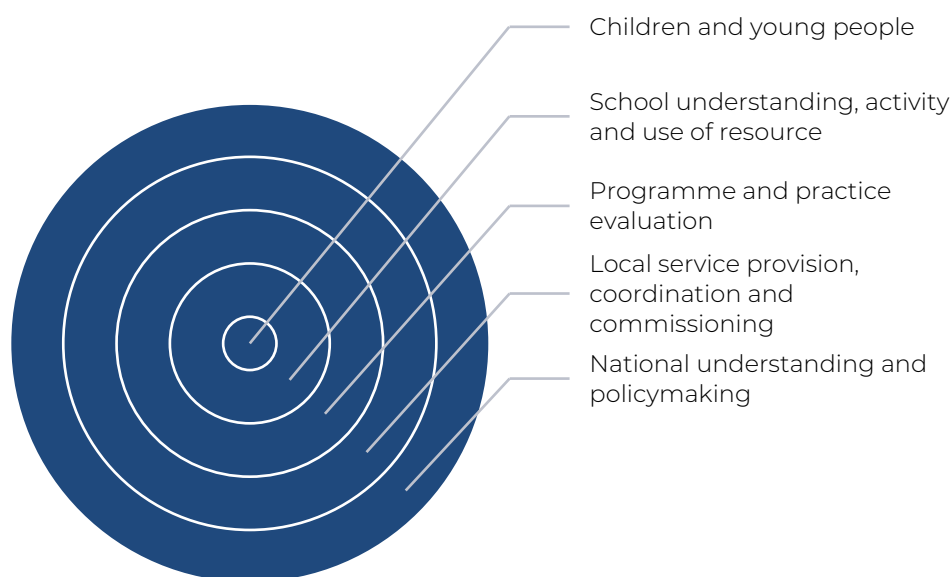 Children and young people
School understanding, activity
and use of resource
Programme and practice
evaluation
Local service provision,
coordination and
commissioning
National understanding and
policymaking